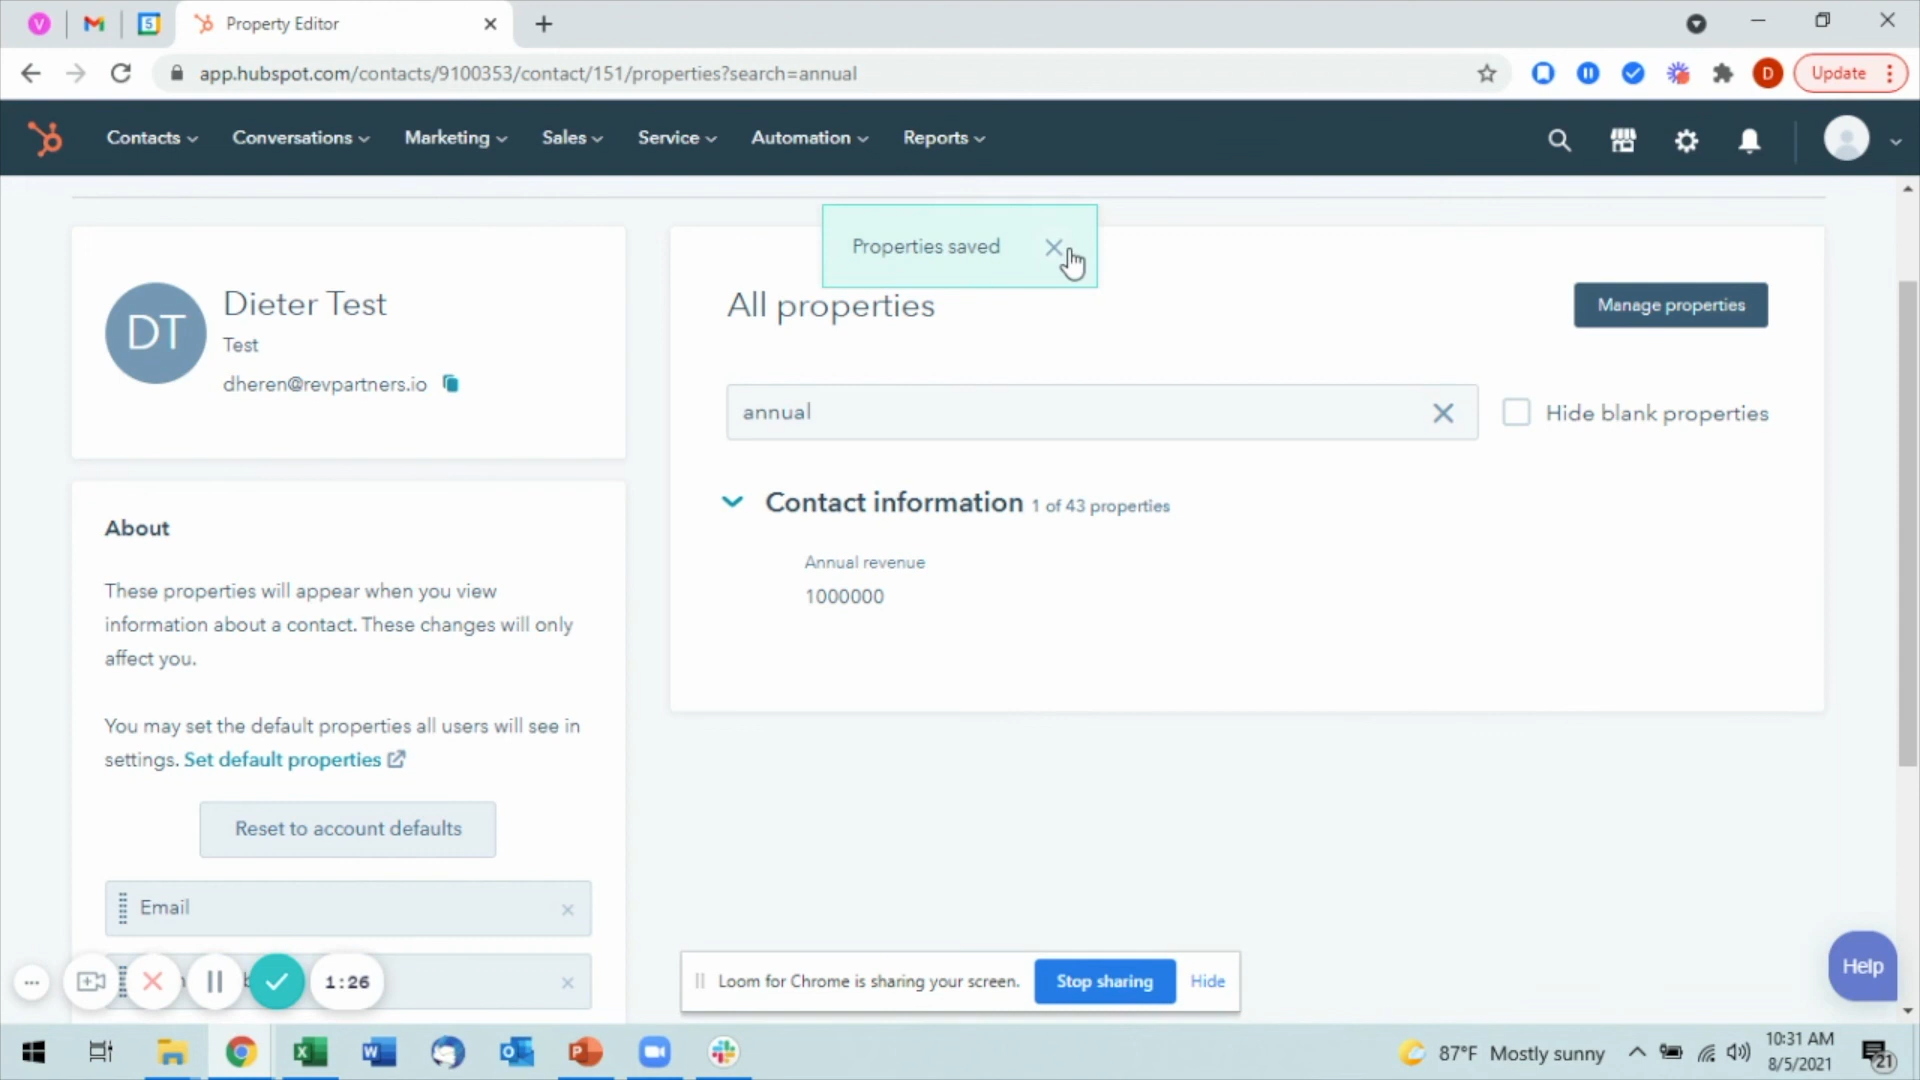 V
5
Property Editor
app.hubspot.com/contacts/9100353/contact/151/properties?search=annual
D
Update
Contacts
Conversations
Marketing
Sales
Service
Automation
Reports
Properties saved
DT
Dieter Test
Test
dheren@revpartners.io
All properties
Manage properties
annual
Hide blank properties
Contact information 1 of 43 properties
Annual revenue
1000000
About
These properties will appear when you view
information about a contact. These changes will only
affect you.
You may set the default properties all users will see in
settings. Set default properties
Reset to account defaults
Email
1:26
Loom for Chrome is sharing your screen.
Stop sharing
Hide
Help
87°F Mostly sunny
10:31 AM
8/5/2021
21